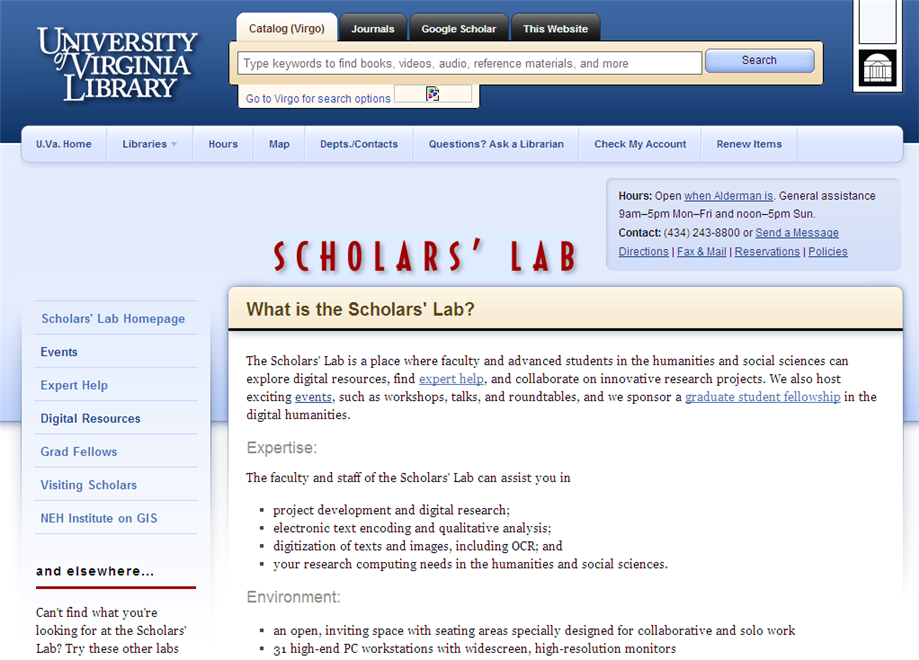 UNIVERSITY
of VIRGINIA
LIBRARY
Catalog (Virgo)
Journals
Google Scholar
This Website
Type keywords to find books, videos, audio, reference materials, and more
Search
Go to Virgo for search options
U.Va. Home
Libraries
Hours
Map
Depts./Contacts
Questions? Ask a Librarian
Check My Account
Renew Items
Hours: Open when Alderman is. General assistance
9am–5pm Mon–Fri and noon–5pm Sun.
Contact: (434) 243-8800 or Send a Message
Directions | Fax & Mail | Reservations | Policies
SCHOLARS' LAB
Scholars' Lab Homepage
Events
Expert Help
Digital Resources
Grad Fellows
Visiting Scholars
NEH Institute on GIS
and elsewhere...
Can't find what you're
looking for at the Scholars'
Lab? Try these other labs
What is the Scholars' Lab?
The Scholars' Lab is a place where faculty and advanced students in the humanities and social sciences can
explore digital resources, find expert help, and collaborate on innovative research projects. We also host
exciting events, such as workshops, talks, and roundtables, and we sponsor a graduate student fellowship in the
digital humanities.
Expertise:
The faculty and staff of the Scholars' Lab can assist you in
▪ project development and digital research;
▪ electronic text encoding and qualitative analysis;
▪ digitization of texts and images, including OCR; and
▪ your research computing needs in the humanities and social sciences.
Environment:
▪ an open, inviting space with seating areas specially designed for collaborative and solo work
▪ 31 high-end PC workstations with widescreen, high-resolution monitors